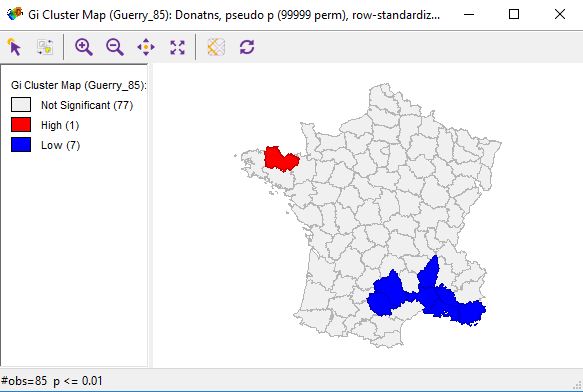 Gi Cluster Map (Guerry_85): Donatns, pseudo p (99999 perm), row-standardiz...
Gi Cluster Map (Guerry_85):
Not Significant (77)
High (1)
Low (7)
#obs=85 p <= 0.01